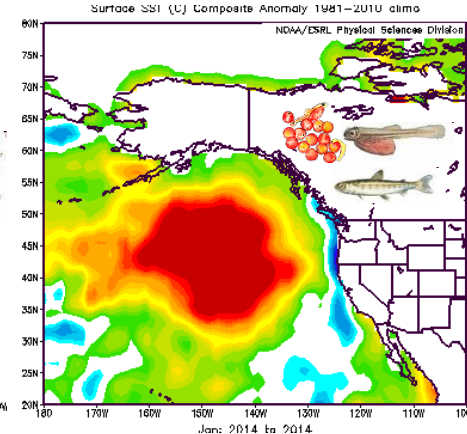 Surface SST (C) Composite Anomaly 1981-2010 climo
NOAA/ESRL Physical Sciences Division
80N
75N
70N
65N
60N
55N
50N
45N
40N
35N
30N
25N
20N
180 170W 160W 150W 140W 130W 120W 110W 100
Jan: 2014 to 2014